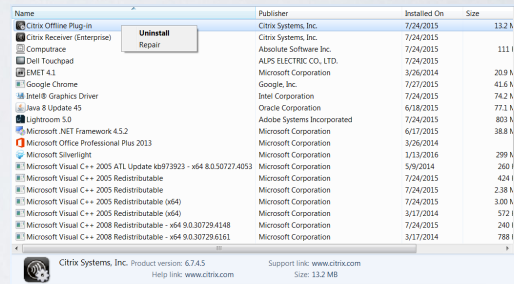 Name Publisher Installed On Size
Citrix Offline Plug-in Citrix Systems, Inc. 7/24/2015 13.2 M
Uninstall
Citrix Receiver (Enterprise) Citrix Systems, Inc. 7/24/2015
Repair
Computrace Absolute Software Inc. 7/24/2015 111
Dell Touchpad ALPS ELECTRIC CO., LTD. 7/24/2015
EMET 4.1 Microsoft Corporation 3/26/2014 20.9 M
Google Chrome Google, Inc. 7/27/2015 41.6 M
Intel® Graphics Driver Intel Corporation 7/24/2015 74.2 M
Java 8 Update 45 Oracle Corporation 6/18/2015 77.1 M
Lightroom 5.0 Adobe Systems Incorporated 7/24/2015 803 M
Microsoft .NET Framework 4.5.2 Microsoft Corporation 6/17/2015 38.8 M
Microsoft Office Professional Plus 2013 Microsoft Corporation 3/26/2014
Microsoft Silverlight Microsoft Corporation 1/13/2016 299 M
Microsoft Visual C++ 2005 ATL Update kb973923 - x64 8.0.50727.4053 Microsoft Corporation 5/9/2014 260
Microsoft Visual C++ 2005 Redistributable Microsoft Corporation 7/24/2015 424
Microsoft Visual C++ 2005 Redistributable Microsoft Corporation 7/24/2015 2.38 M
Microsoft Visual C++ 2005 Redistributable (x64) Microsoft Corporation 7/24/2015 3.00 M
Microsoft Visual C++ 2005 Redistributable (x64) Microsoft Corporation 3/17/2014 572
Microsoft Visual C++ 2008 Redistributable - x64 9.0.30729.4148 Microsoft Corporation 7/24/2015 240
Microsoft Visual C++ 2008 Redistributable - x64 9.0.30729.6161 Microsoft Corporation 3/17/2014 788
Citrix Systems, Inc. Product version: 6.7.4.5 Support link: www.citrix.com
Help link: www.citrix.com Size: 13.2 MB